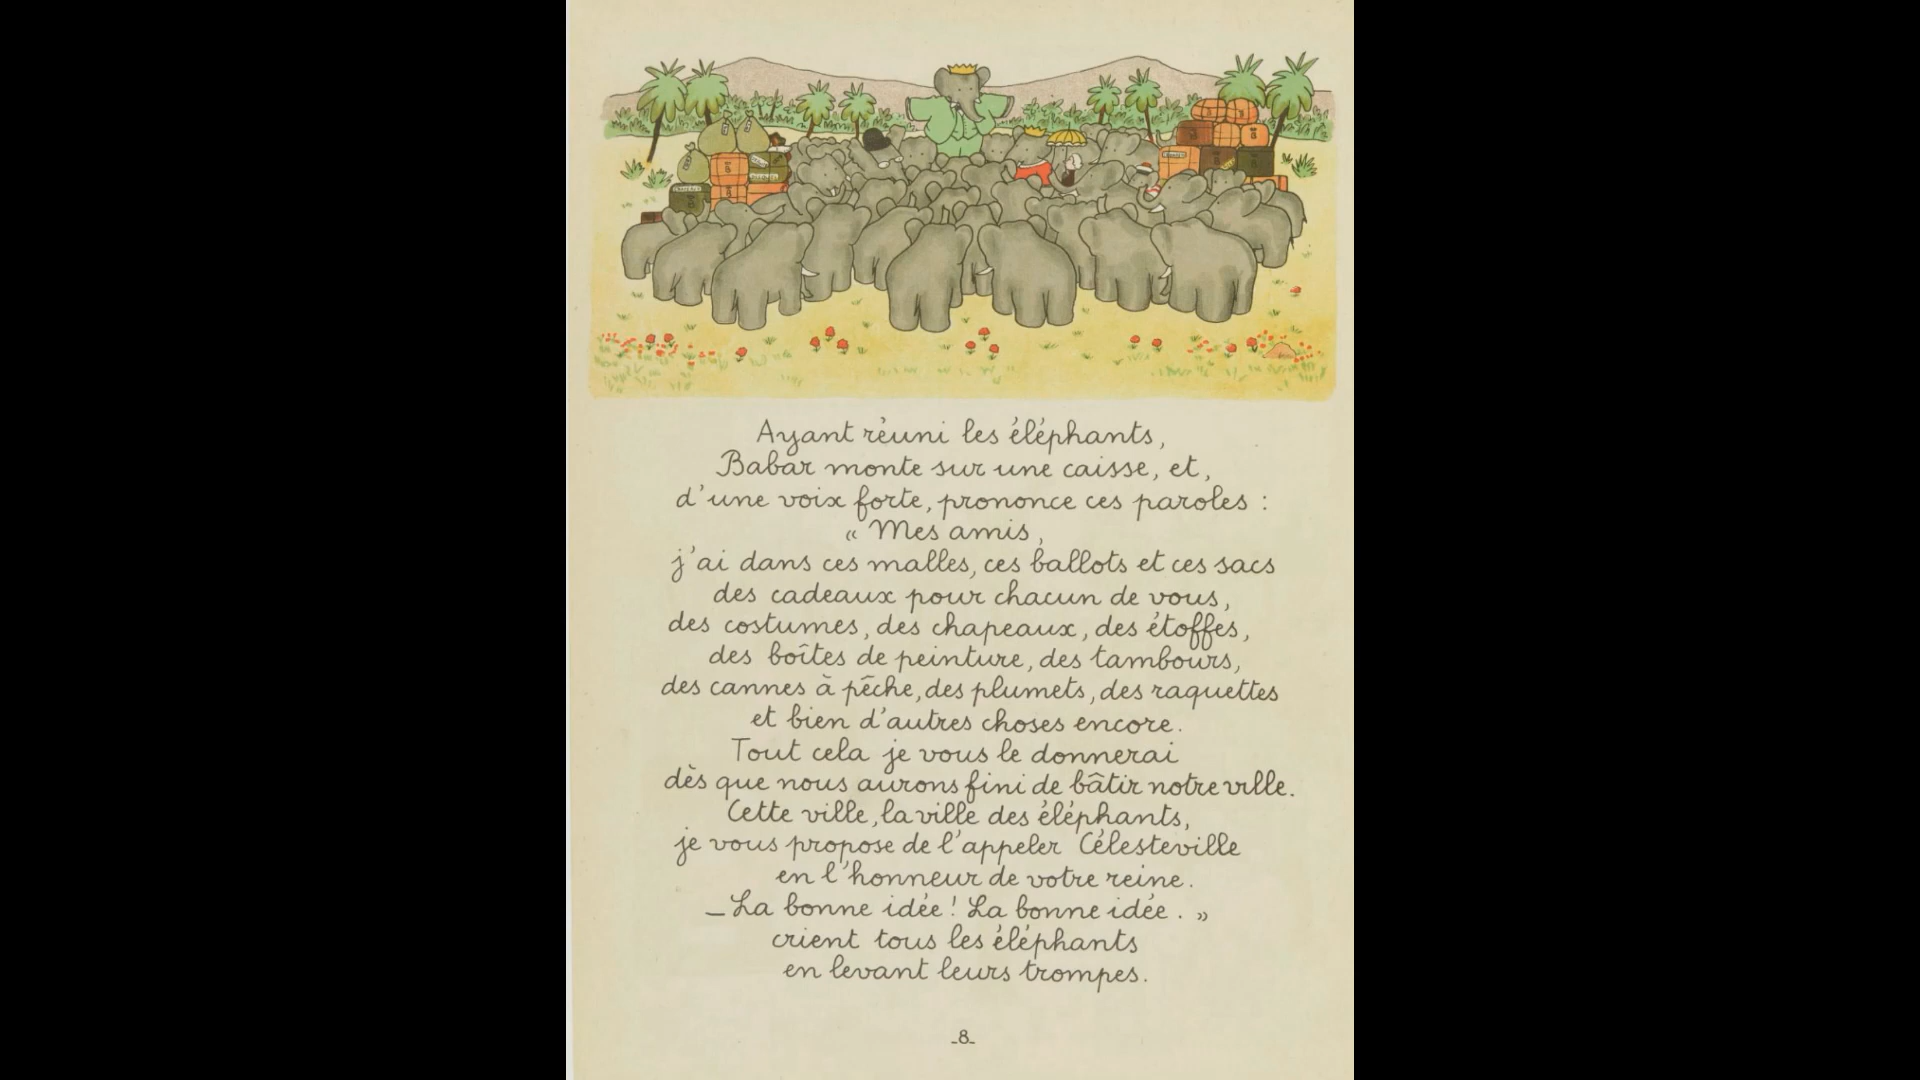 Ayant réuni les éléphants,
Babar monte sur une caisse, et,
d'une voix forte, prononce ces paroles :
« Mes amis,
j'ai dans ces malles, ces ballots et ces sacs
des cadeaux pour chacun de vous,
des costumes, des chapeaux, des étoffes,
des boîtes de peinture, des tambours,
des cannes à pêche, des plumets, des raquettes
et bien d'autres choses encore.
Tout cela je vous le donnerai
dès que nous aurons fini de bâtir notre ville.
Cette ville, la ville des éléphants,
je vous propose de l'appeler Célesteville
en l'honneur de votre reine.
_ La bonne idée ! La bonne idée . »
crient tous les éléphants
en levant leurs trompes.
_8_